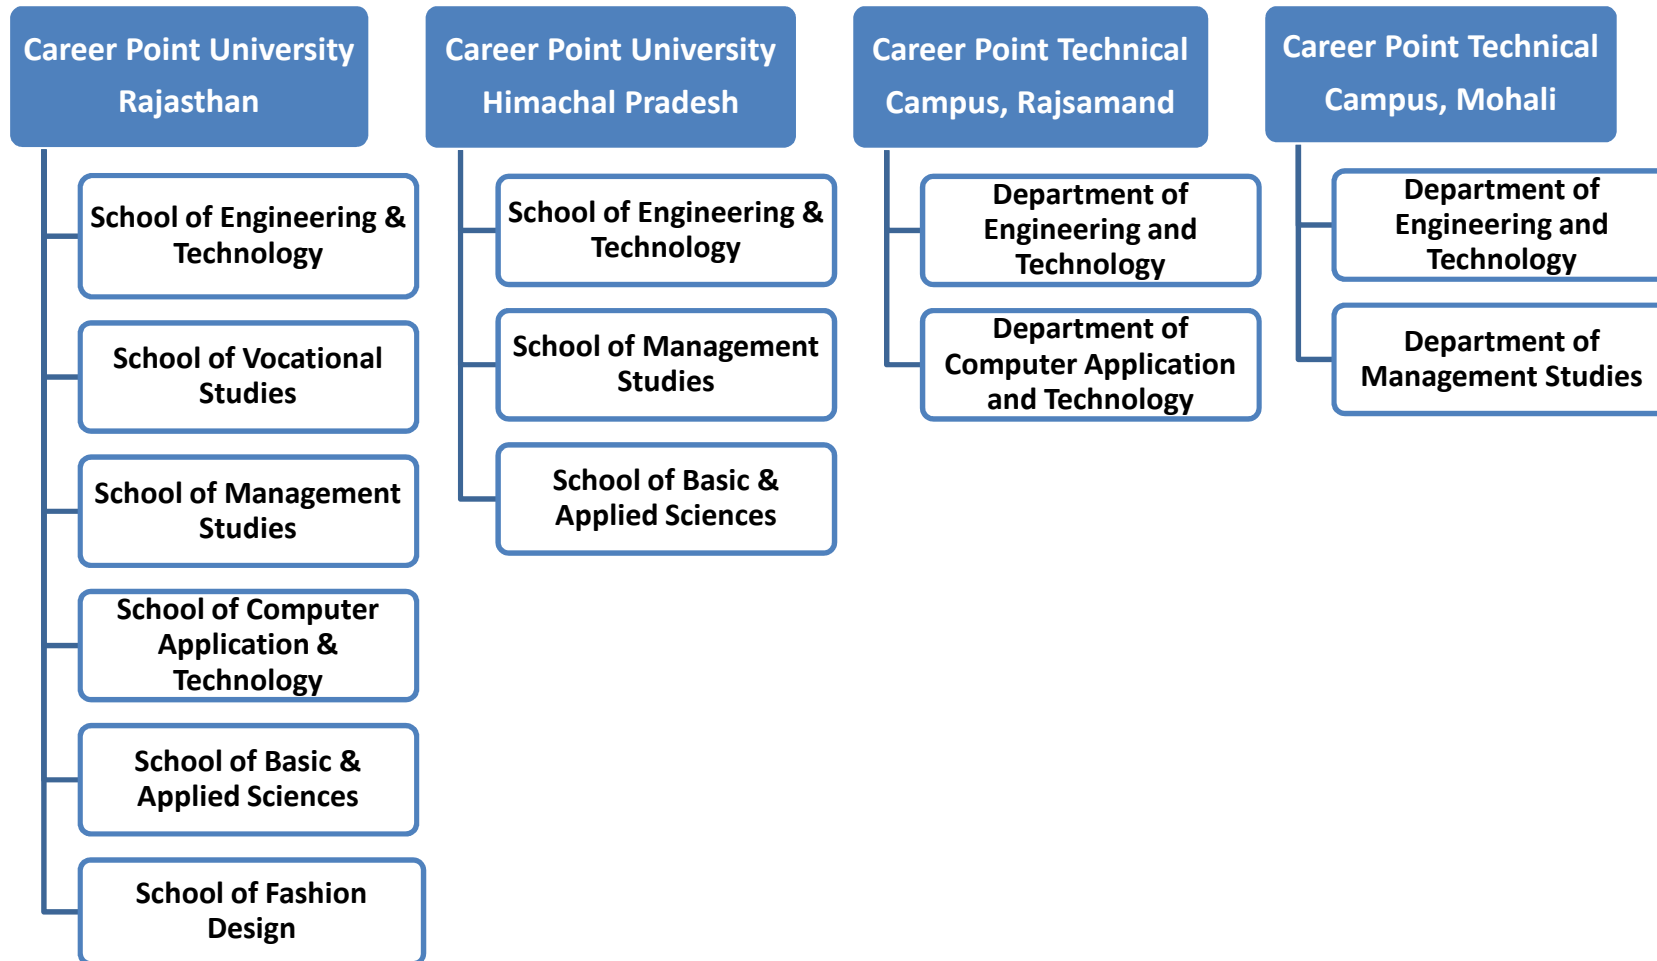 Career Point University
Rajasthan
School of Engineering &
Technology
School of Vocational
Studies
School of Management
Studies
School of Computer
Application &
Technology
School of Basic &
Applied Sciences
School of Fashion
Design
Career Point University
Himachal Pradesh
School of Engineering &
Technology
School of Management
Studies
School of Basic &
Applied Sciences
Career Point Technical
Campus, Rajsamand
Department of
Engineering and
Technology
Department of
Computer Application
and Technology
Career Point Technical
Campus, Mohali
Department of
Engineering and
Technology
Department of
Management Studies